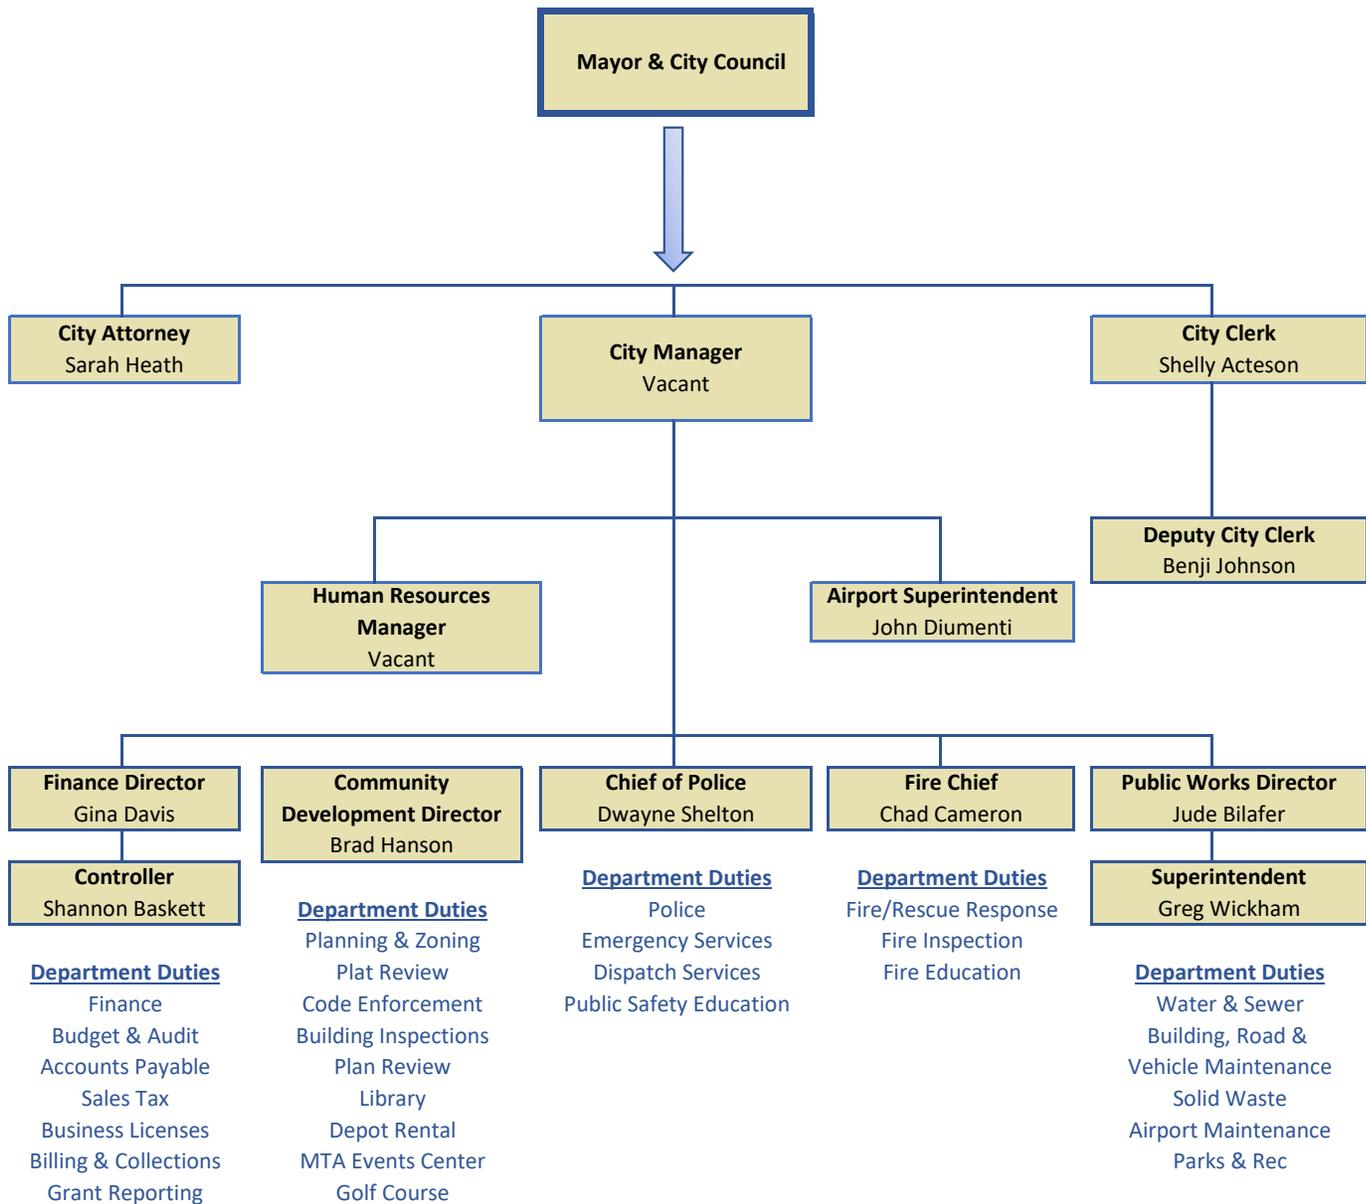 Mayor & City Council
City Attorney
Sarah Heath
City Manager
Vacant
City Clerk
Shelly Acteson
Deputy City Clerk
Benji Johnson
Human Resources
Manager
Vacant
Airport Superintendent
John Diumenti
Finance Director
Gina Davis
Controller
Shannon Baskett
Department Duties
Finance
Budget & Audit
Accounts Payable
Sales Tax
Business Licenses
Billing & Collections
Grant Reporting
Community
Development Director
Brad Hanson
Department Duties
Planning & Zoning
Plat Review
Code Enforcement
Building Inspections
Plan Review
Library
Depot Rental
MTA Events Center
Golf Course
Chief of Police
Dwayne Shelton
Department Duties
Police
Emergency Services
Dispatch Services
Public Safety Education
Fire Chief
Chad Cameron
Department Duties
Fire/Rescue Response
Fire Inspection
Fire Education
Public Works Director
Jude Bilafer
Superintendent
Greg Wickham
Department Duties
Water & Sewer
Building, Road &
Vehicle Maintenance
Solid Waste
Airport Maintenance
Parks & Rec